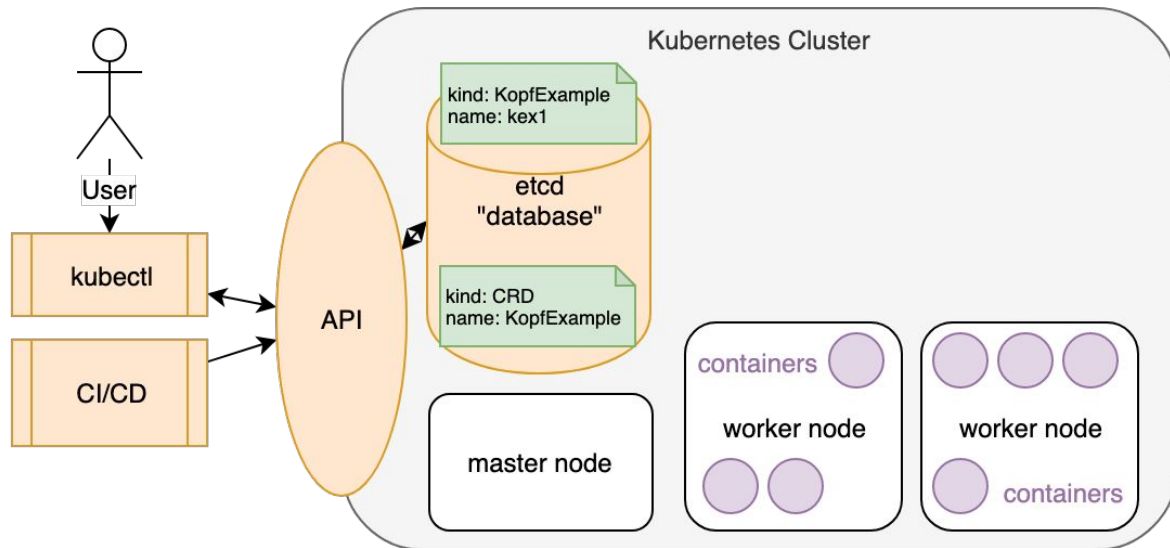 Kubernetes Cluster
kind: KopfExample
name: kex1
User
etcd
"database"
kubectl
kind: CRD
name: KopfExample
API
CI/CD
containers
worker node
worker node
containers
master node